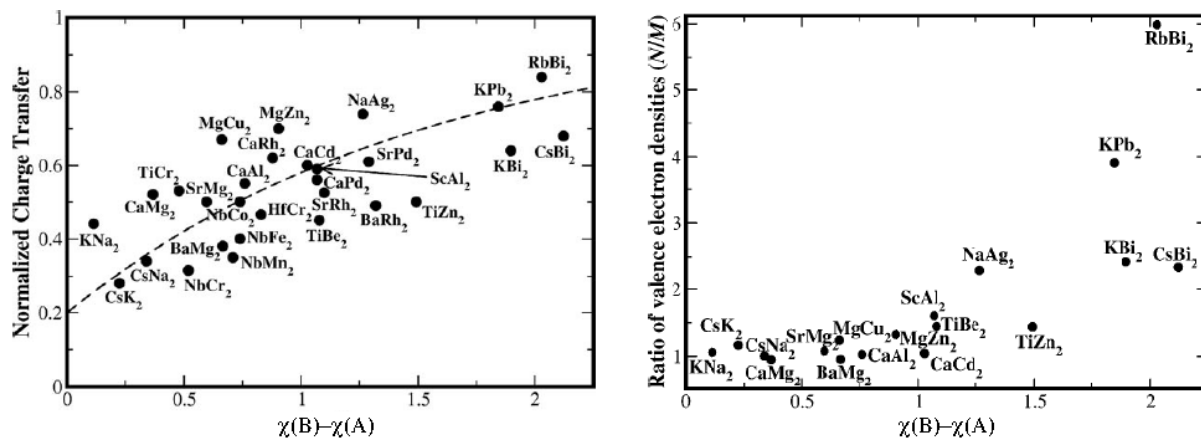 Normalized Charge Transfer
1
0.8
0.6
0.4
0.2
0
0
0.5
1
1.5
2
χ(B)–χ(A)
RbBi2
KPb2
NaAg2
MgZn2
MgCu2
CaRh2
CaCd2
SrPd2
KBi2
CsBi2
TiCr2
CaAl2
ScAl2
SrMg2
CaPd2
CaMg2
NbCo2
HfCr2
SrRh2
BaRh2
TiZn2
KNa2
BaMg2
NbFe2
TiBe2
CsNa2
NbMn2
NbCr2
CsK2
Ratio of valence electron densities (N/M)
6
5
4
3
2
1
0
0.5
1
1.5
2
χ(B)–χ(A)
RbBi2
KPb2
NaAg2
KBi2
CsBi2
ScAl2
CsK2
SrMg2
MgCu2
TiBe2
CsNa2
MgZn2
TiZn2
KNa2
CaMg2
BaMg2
CaAl2
CaCd2